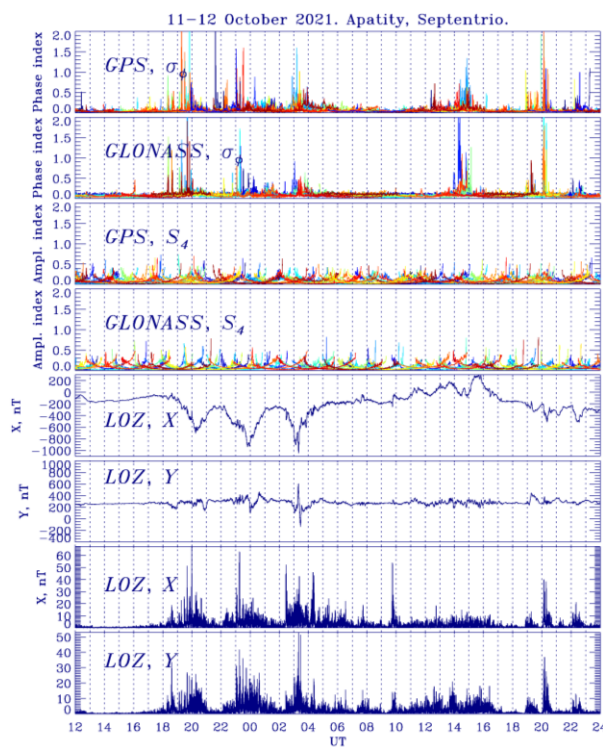 11-12 October 2021. Apatity, Septentrio.
Phase index
2.0
1.5
1.0
0.5
0.0
GPS, σϕ
Phase index
2.0
1.5
1.0
0.5
0.0
GLONASS, σϕ
Ampl. index
2.0
1.5
1.0
0.5
0.0
GPS, S4
Ampl. index
2.0
1.5
1.0
0.5
0.0
GLONASS, S4
X, nT
200
0
-200
-400
-600
-800
-1000
LOZ, X
Y, nT
1000
800
600
400
200
0
-200
-400
LOZ, Y
X, nT
60
50
40
30
20
10
0
LOZ, X
50
40
30
20
10
0
LOZ, Y
12 14 16 18 20 22 00 02 04 06 08 10 12 14 16 18 20 22 24
UT